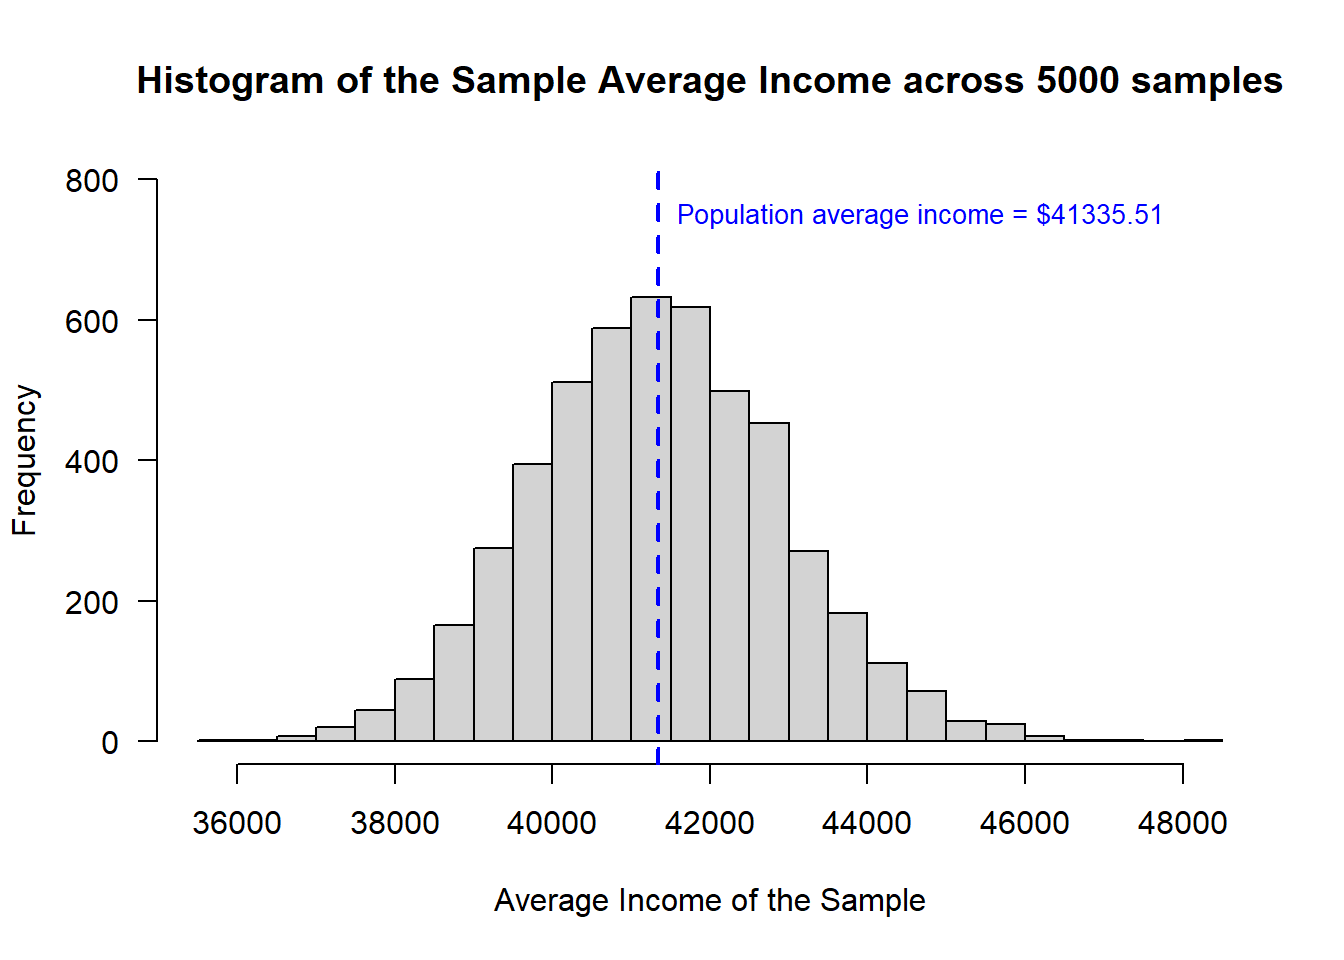 Histogram of the Sample Average Income across 5000 samples
800
Population average income = $41335.51
600
400
200
0
Frequency
36000 38000 40000 42000 44000 46000 48000
Average Income of the Sample